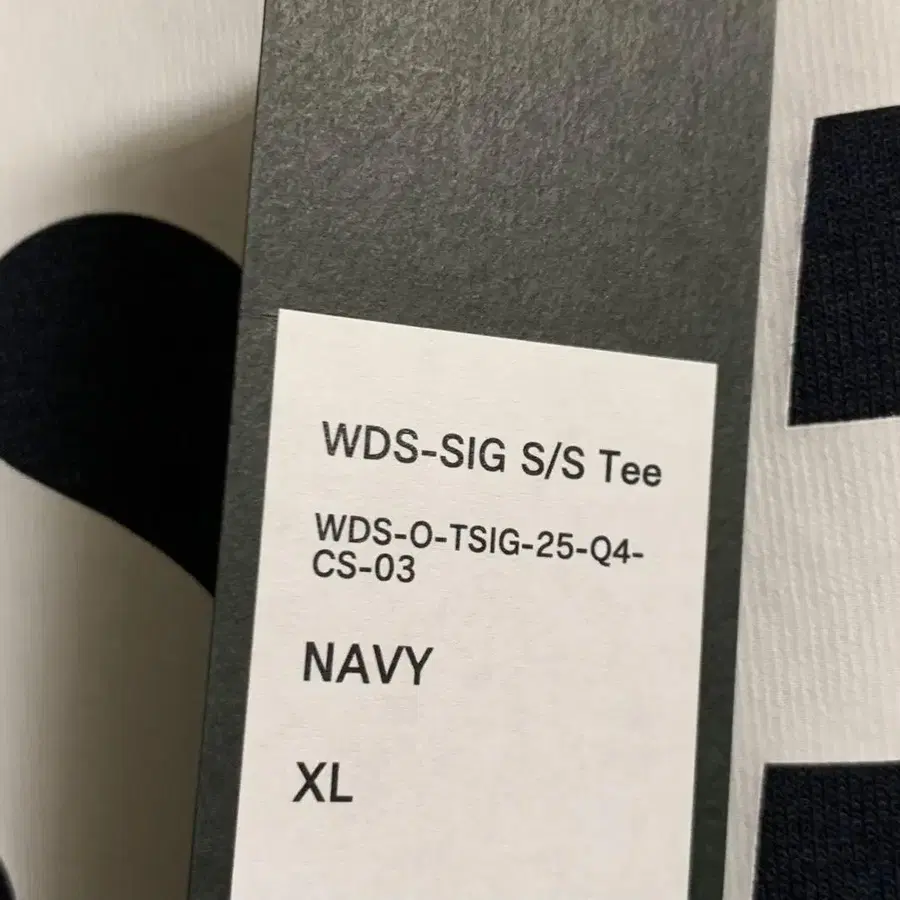 WDS-SIG S/S Tee
WDS-O-TSIG-25-Q4-
CS-03
NAVY
XL